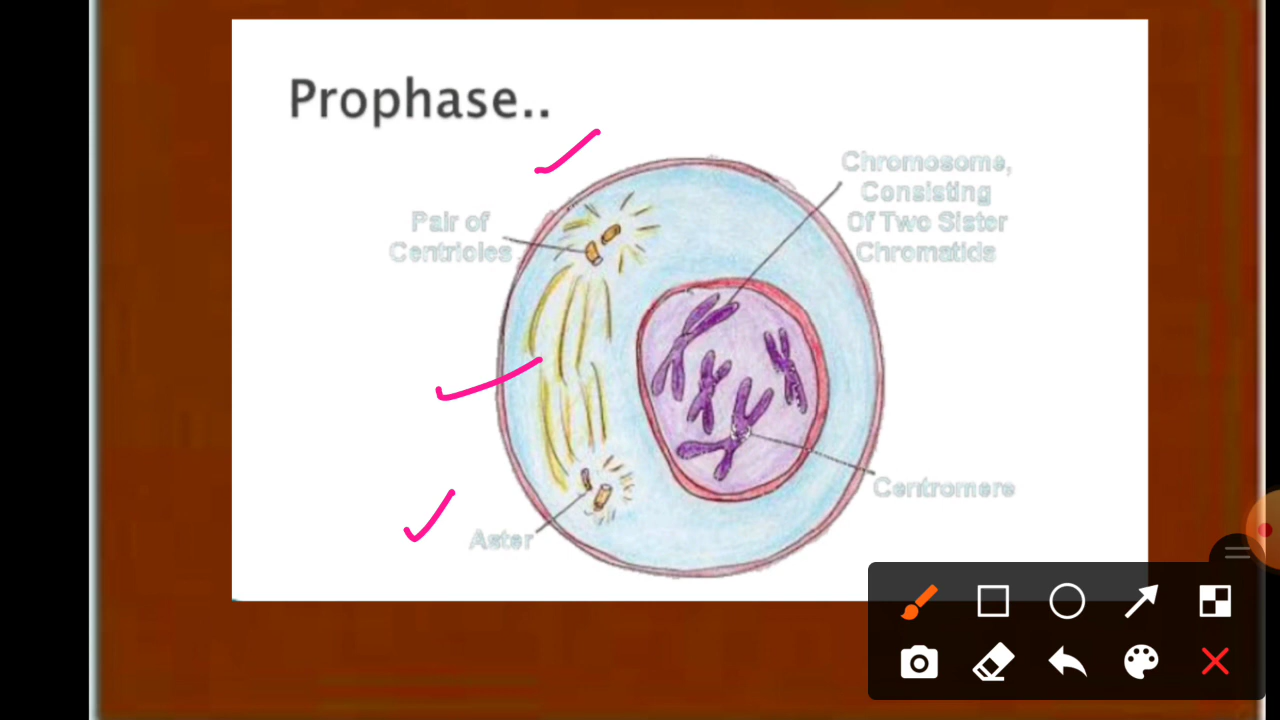 Prophase..
Chromosome,
Consisting
Of Two Sister
Chromatids
Pair of
Centrioles
Centromere
Aster